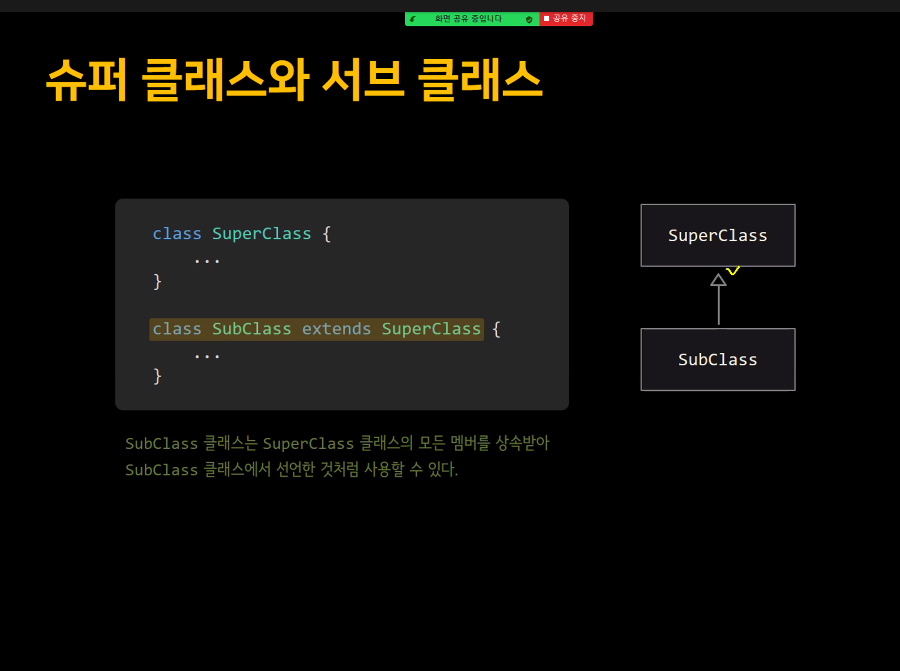 화면 공유 중입니다 공유 중지
슈퍼 클래스와 서브 클래스
class SuperClass {
...
}
class SubClass extends SuperClass {
...
}
SuperClass
SubClass
SubClass 클래스는 SuperClass 클래스의 모든 멤버를 상속받아
SubClass 클래스에서 선언한 것처럼 사용할 수 있다.